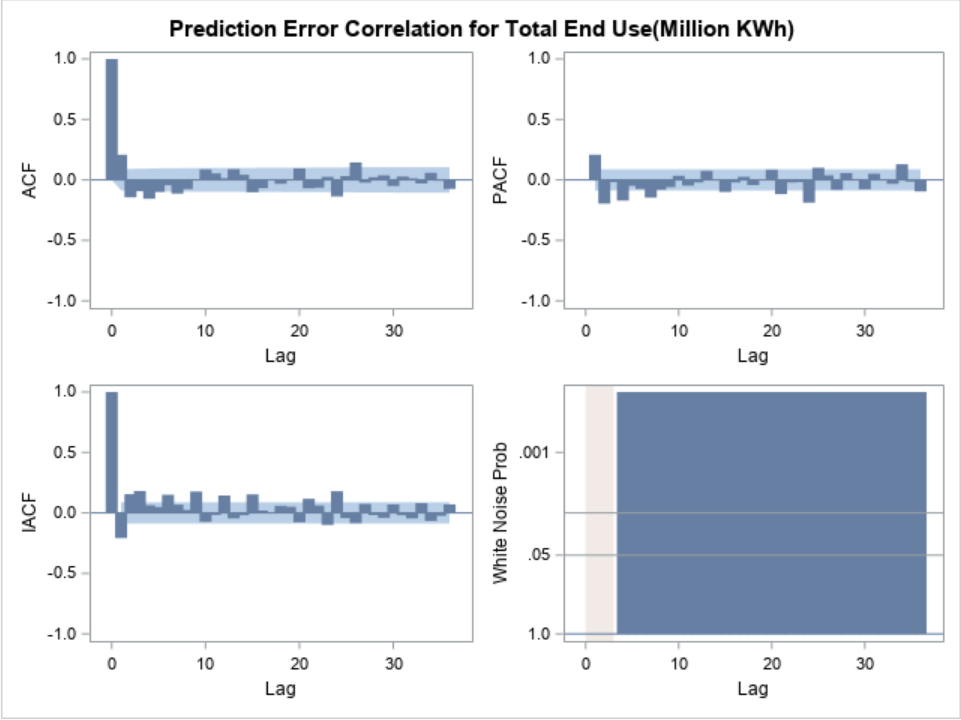 Prediction Error Correlation for Total End Use(Million KWh)
1.0
0.5
0.0
-0.5
-1.0
ACF
0 10 20 30
Lag
1.0
0.5
0.0
-0.5
-1.0
PACF
0 10 20 30
Lag
1.0
0.5
0.0
-0.5
-1.0
IACF
0 10 20 30
Lag
.001
.05
1.0
White Noise Prob
0 10 20 30
Lag